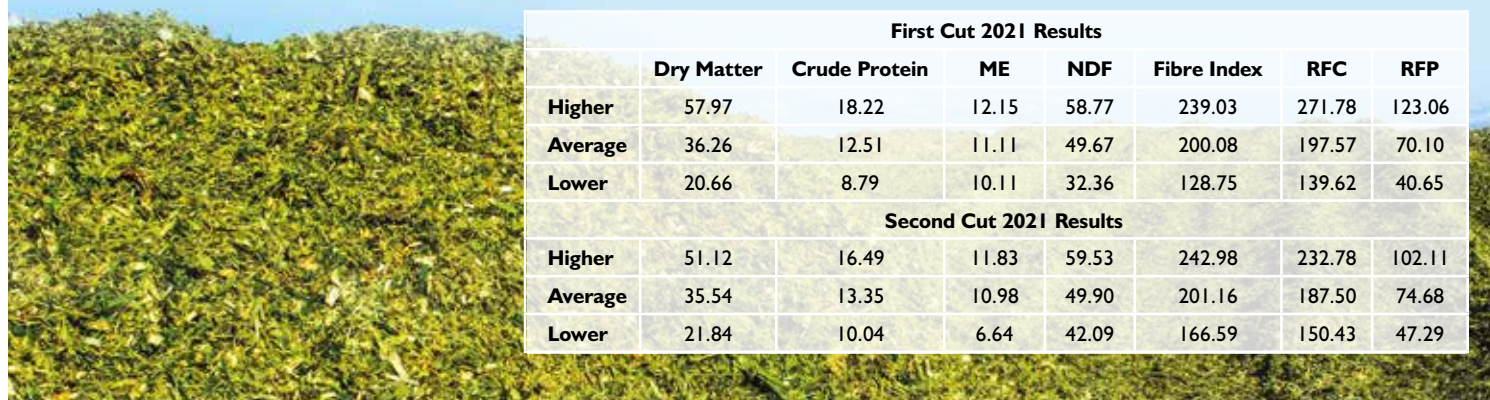 First Cut 2021 Results
Dry Matter Crude Protein ME NDF Fibre Index RFC RFP
Higher 57.97 18.22 12.15 58.77 239.03 271.78 123.06
Average 36.26 12.51 11.11 49.67 200.08 197.57 70.10
Lower 20.66 8.79 10.11 32.36 128.75 139.62 40.65
Second Cut 2021 Results
Higher 51.12 16.49 11.83 59.53 242.98 232.78 102.11
Average 35.54 13.35 10.98 49.90 201.16 187.50 74.68
Lower 21.84 10.04 6.64 42.09 166.59 150.43 47.29